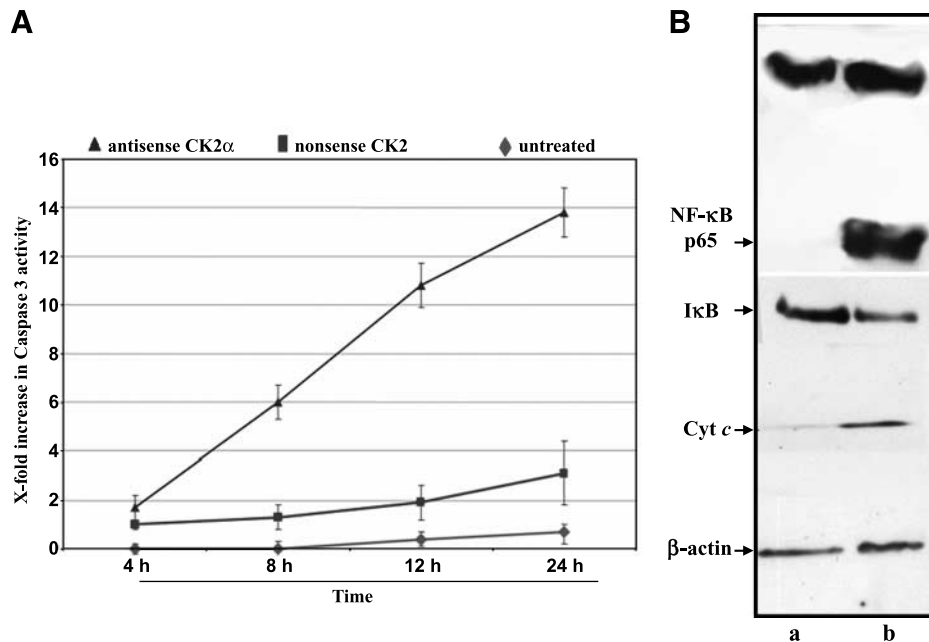 A
B
antisense CK2α
nonsense CK2
untreated
X-fold increase in Caspase 3 activity
16
14
12
10
8
6
4
2
0
4 h
8 h
12 h
24 h
Time
NF-κB
p65
IκB
Cyt c
β-actin
a
b